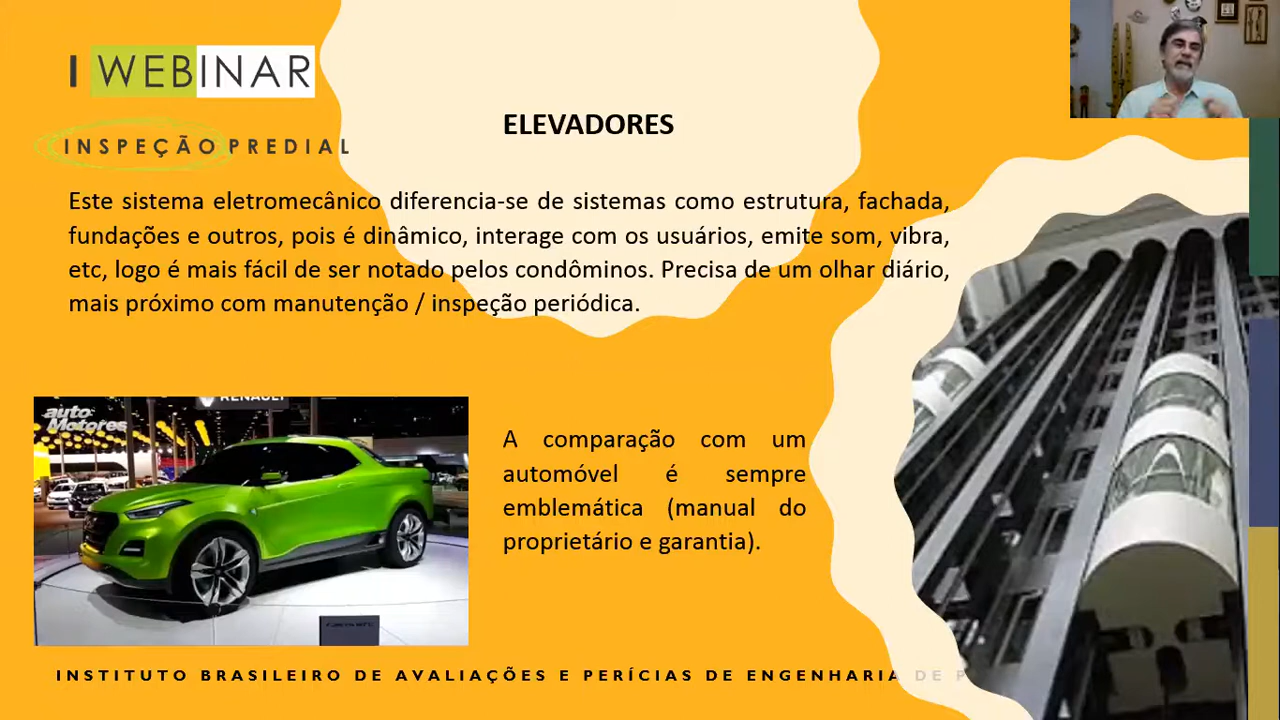 I WEBINAR
INSPEÇÃO PREDIAL
ELEVADORES
Este sistema eletromecânico diferencia-se de sistemas como estrutura, fachada,
fundações e outros, pois é dinâmico, interage com os usuários, emite som, vibra,
etc, logo é mais fácil de ser notado pelos condôminos. Precisa de um olhar diário,
mais próximo com manutenção / inspeção periódica.
RENAULT
auto
Motores
A comparação com um
automóvel é sempre
emblemática (manual do
proprietário e garantia).
INSTITUTO BRASILEIRO DE AVALIAÇÕES E PERÍCIAS DE ENGENHARIA DE P